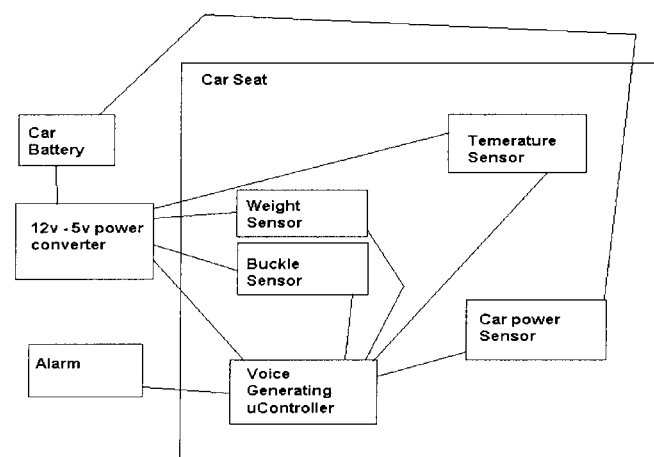 Car Seat
Car
Battery
Temerature
Sensor
12v - 5v power
converter
Weight
Sensor
Buckle
Sensor
Car power
Sensor
Alarm
Voice
Generating
uController